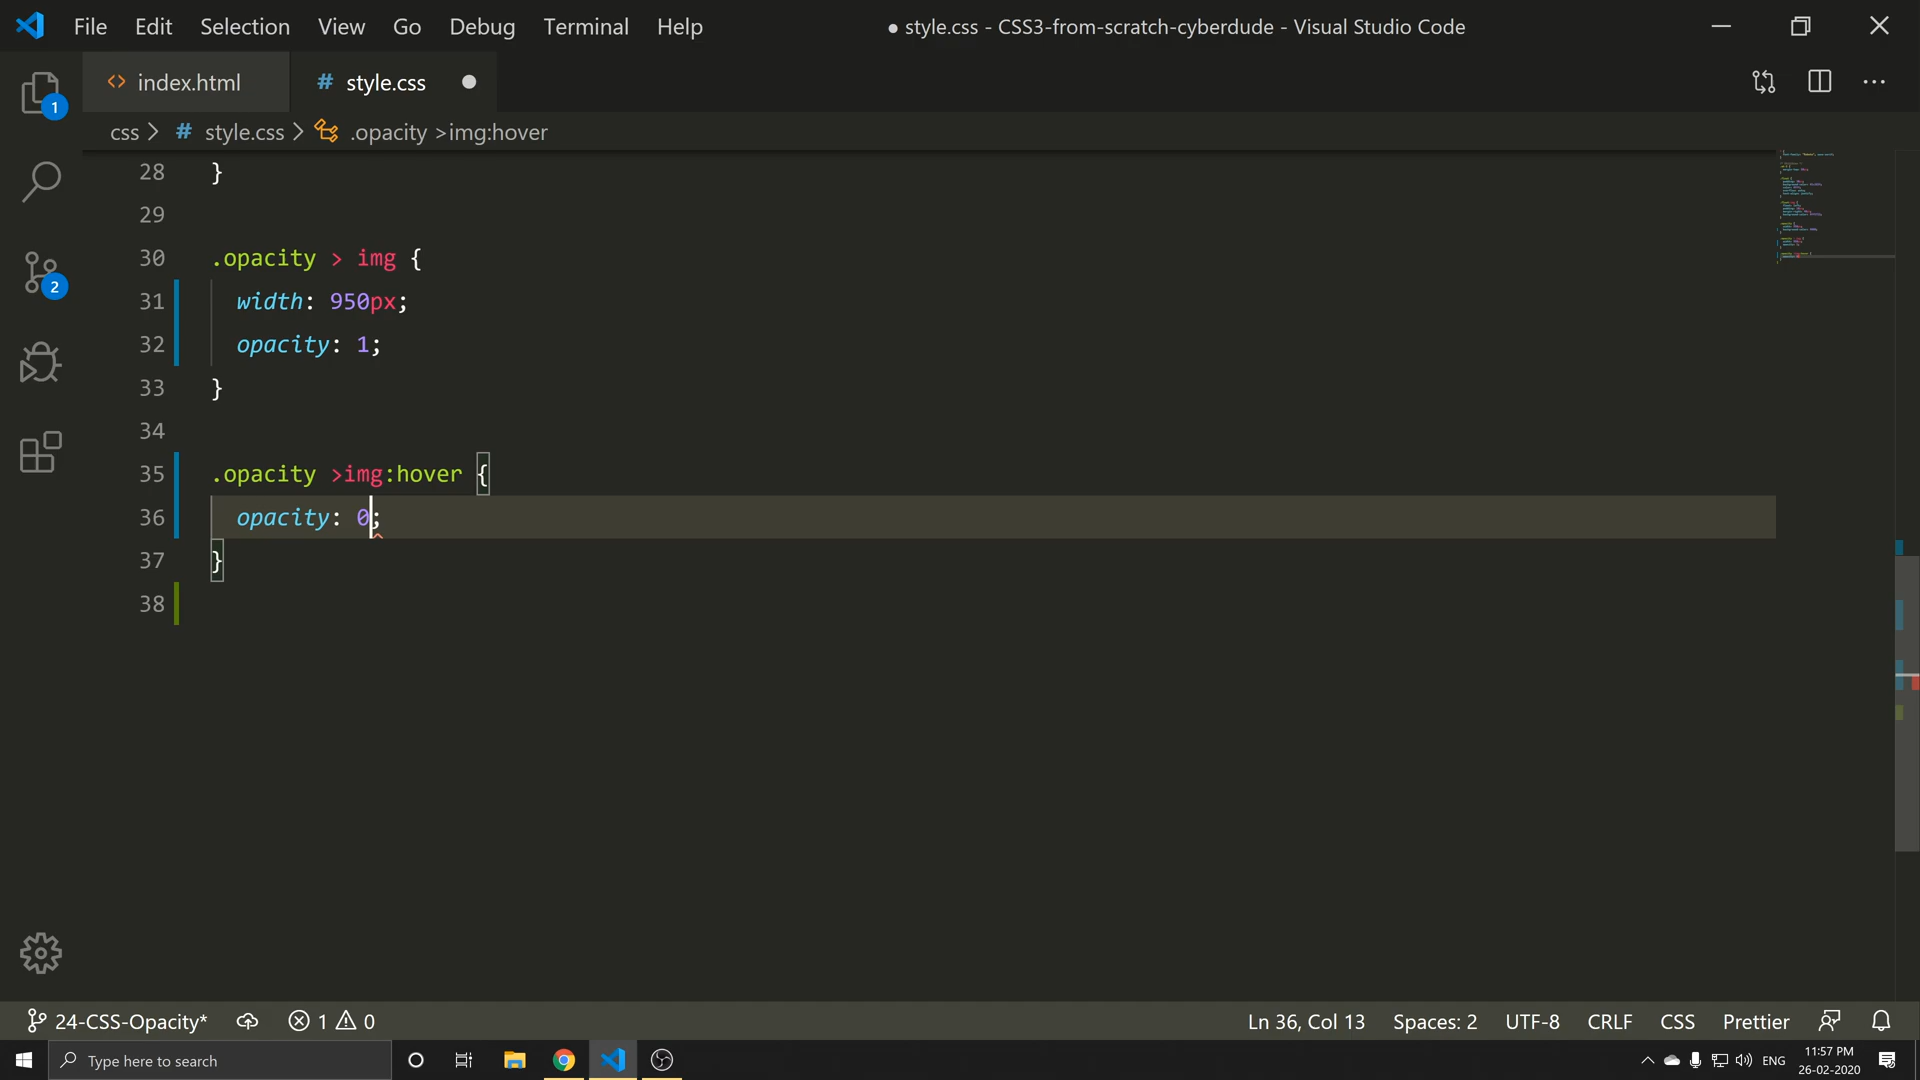 File Edit Selection View Go Debug Terminal Help
● style.css - CSS3-from-scratch-cyberdude - Visual Studio Code
<> index.html
# style.css ●
css > # style.css > .opacity >img:hover
28 }
29
30 .opacity > img {
31 width: 950px;
32 opacity: 1;
33 }
34
35 .opacity >img:hover {
36 opacity: 0;
37 }
38
1
2
24-CSS-Opacity* 1 0
Ln 36, Col 13 Spaces: 2 UTF-8 CRLF CSS Prettier
Type here to search
ENG
11:57 PM
26-02-2020